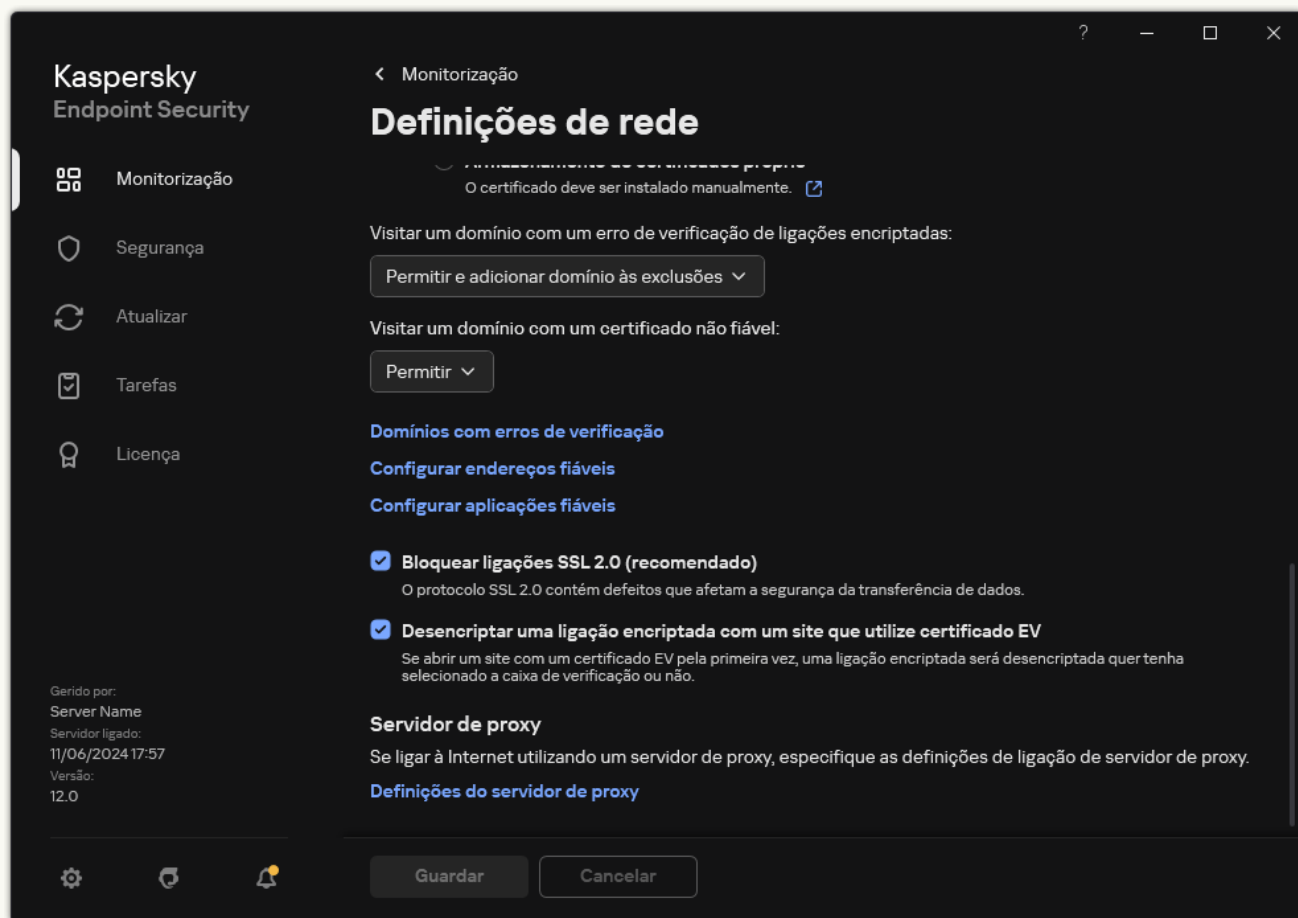 ?
Kaspersky
Endpoint Security
Monitorização
Segurança
Atualizar
Tarefas
Licença
Gerido por:
Server Name
Servidor ligado:
11/06/2024 17:57
Versão:
12.0
Monitorização
Definições de rede
Armazenamento de certificados próprio
O certificado deve ser instalado manualmente.
Visitar um domínio com um erro de verificação de ligações encriptadas:
Permitir e adicionar domínio às exclusões
Visitar um domínio com um certificado não fiável:
Permitir
Domínios com erros de verificação
Configurar endereços fiáveis
Configurar aplicações fiáveis
Bloquear ligações SSL 2.0 (recomendado)
O protocolo SSL 2.0 contém defeitos que afetam a segurança da transferência de dados.
Desencriptar uma ligação encriptada com um site que utilize certificado EV
Se abrir um site com um certificado EV pela primeira vez, uma ligação encriptada será desencriptada quer tenha
selecionado a caixa de verificação ou não.
Servidor de proxy
Se ligar à Internet utilizando um servidor de proxy, especifique as definições de ligação de servidor de proxy.
Definições do servidor de proxy
Guardar
Cancelar